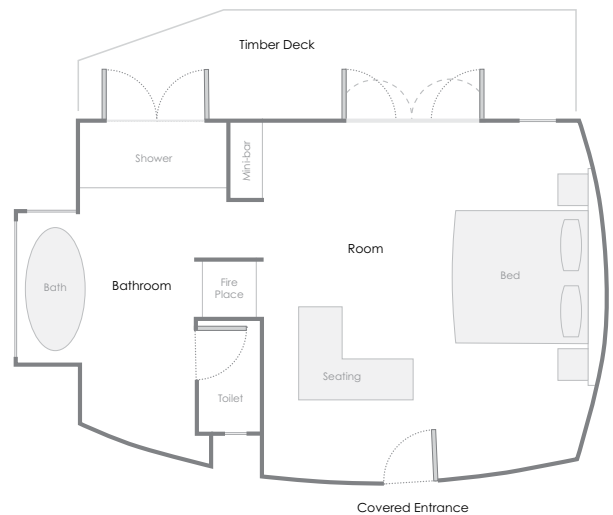 Timber Deck
Shower
Mini-bar
Room
Bath
Bathroom
Fire
Place
Bed
Seating
Toilet
Covered Entrance